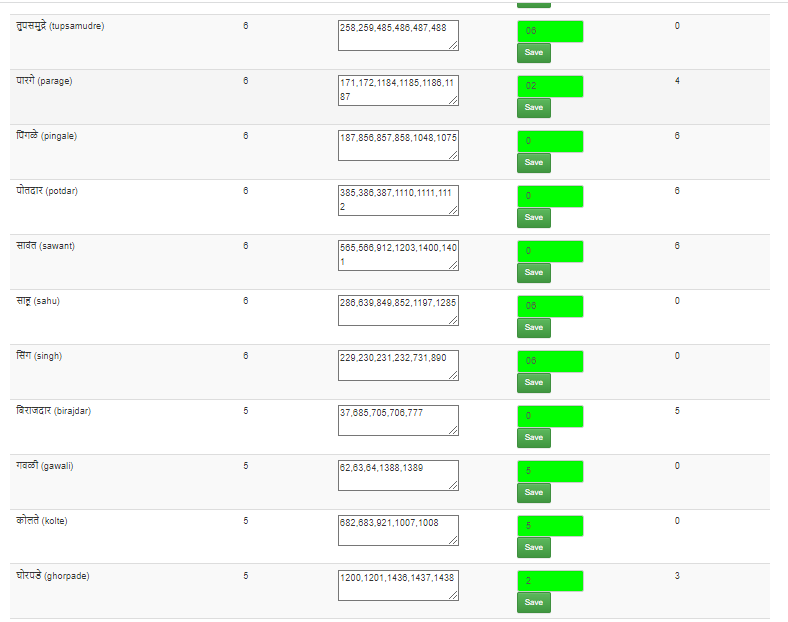 तुपसमुद्रे (tupsamudre) 6 258,259,485,486,487,488 06 0
Save
पारगे (parage) 6 171,172,1184,1185,1186,11 02 4
87
Save
पिंगळे (pingale) 6 187,856,857,858,1048,1075 0 6
Save
पोतदार (potdar) 6 385,386,387,1110,1111,111 0 6
2
Save
सावंत (sawant) 6 565,566,912,1203,1400,140 0 6
1
Save
साहू (sahu) 6 286,639,849,852,1197,1285 06 0
Save
सिंग (singh) 6 229,230,231,232,731,890 06 0
Save
बिराजदार (birajdar) 5 37,685,705,706,777 0 5
Save
गवळी (gawali) 5 62,63,64,1388,1389 5 0
Save
कोलते (kolte) 5 682,683,921,1007,1008 5 0
Save
घोरपडे (ghorpade) 5 1200,1201,1436,1437,1438 2 3
Save